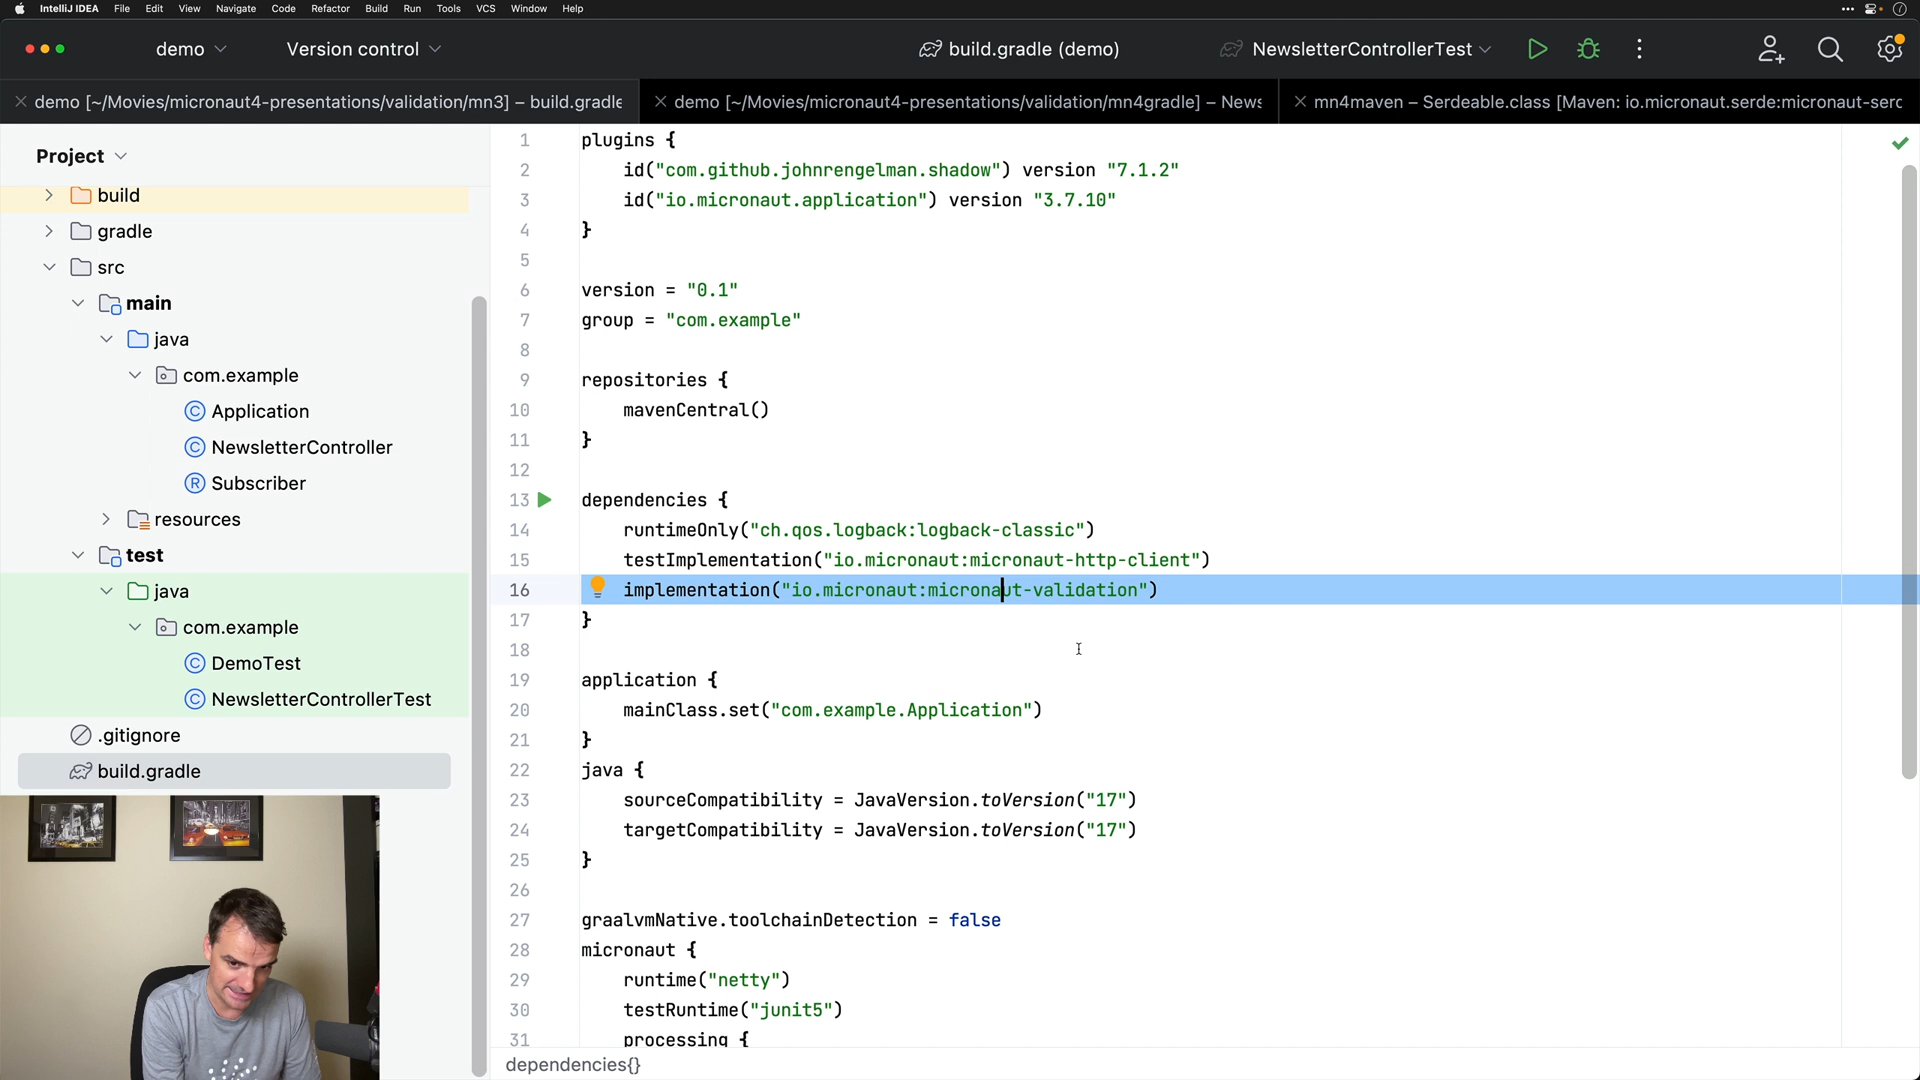 IntelliJ IDEA File Edit View Navigate Code Refactor Build Run Tools VCS Window Help
demo Version control build.gradle (demo) NewsletterControllerTest
demo [~/Movies/micronaut4-presentations/validation/mn3] – build.gradle
demo [~/Movies/micronaut4-presentations/validation/mn4gradle] – News
mn4maven – Serdeable.class [Maven: io.micronaut.serde:micronaut-serd
Project
build
gradle
src
main
java
com.example
Application
NewsletterController
Subscriber
resources
test
java
com.example
DemoTest
NewsletterControllerTest
.gitignore
build.gradle
1 plugins {
2 id("com.github.johnrengelman.shadow") version "7.1.2"
3 id("io.micronaut.application") version "3.7.10"
4 }
5
6 version = "0.1"
7 group = "com.example"
8
9 repositories {
10 mavenCentral()
11 }
12
13 dependencies {
14 runtimeOnly("ch.qos.logback:logback-classic")
15 testImplementation("io.micronaut:micronaut-http-client")
16 implementation("io.micronaut:micronaut-validation")
17 }
18
19 application {
20 mainClass.set("com.example.Application")
21 }
22 java {
23 sourceCompatibility = JavaVersion.toVersion("17")
24 targetCompatibility = JavaVersion.toVersion("17")
25 }
26
27 graalvmNative.toolchainDetection = false
28 micronaut {
29 runtime("netty")
30 testRuntime("junit5")
31 processing {
dependencies{}